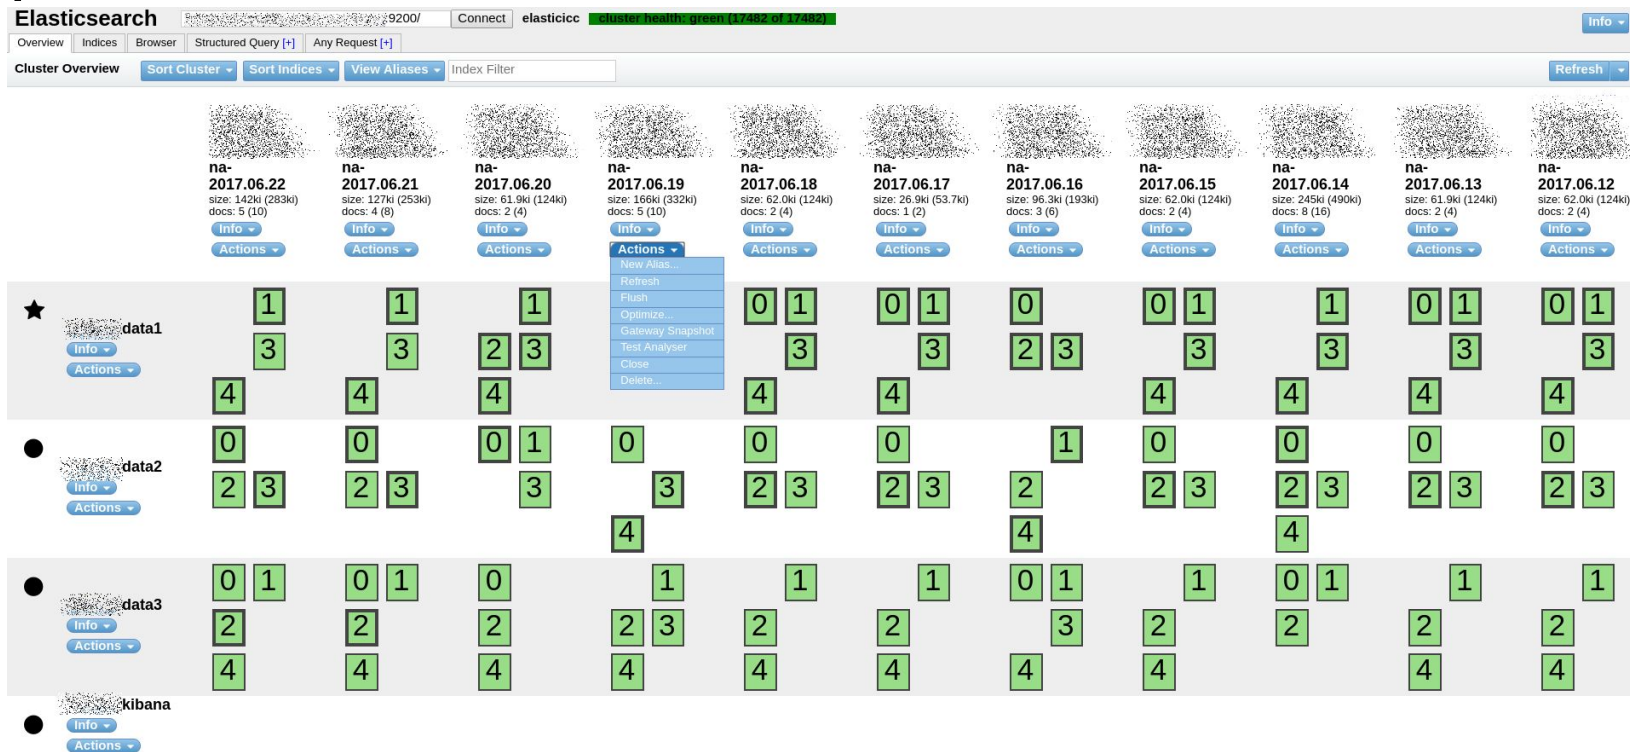 Elasticsearch 9200/ Connect elasticicc cluster health: green (17482 of 17482) Info
Overview Indices Browser Structured Query [+] Any Request [+]
Cluster Overview Sort Cluster Sort Indices View Aliases Index Filter Refresh
na- na- na- na- na- na- na- na- na- na- na-
2017.06.22 2017.06.21 2017.06.20 2017.06.19 2017.06.18 2017.06.17 2017.06.16 2017.06.15 2017.06.14 2017.06.13 2017.06.12
size: 142ki (283ki) size: 127ki (253ki) size: 61.9ki (124ki) size: 166ki (332ki) size: 62.0ki (124ki) size: 26.9ki (53.7ki) size: 96.3ki (193ki) size: 62.0ki (124ki) size: 245ki (490ki) size: 61.9ki (124ki) size: 62.0ki (124ki)
docs: 5 (10) docs: 4 (8) docs: 2 (4) docs: 5 (10) docs: 2 (4) docs: 1 (2) docs: 3 (6) docs: 2 (4) docs: 8 (16) docs: 2 (4) docs: 2 (4)
Info Info Info Info Info Info Info Info Info Info Info
Actions Actions Actions Actions Actions Actions Actions Actions Actions Actions Actions
New Alias...
Refresh
Flush
Optimize...
Gateway Snapshot
Test Analyser
Close
Delete...
1 1 1 0 1 0 1 0 0 1 1 0 1 0 1
data1
Info
3 3 2 3 3 3 2 3 3 3 3 3
Actions
4 4 4 4 4 4 4 4 4
0 0 0 1 0 0 0 1 0 0 0 0
data2
Info
2 3 2 3 3 3 2 3 2 3 2 2 3 2 3 2 3 2 3
Actions
4 4 4
0 1 0 1 0 1 1 1 0 1 1 0 1 1 1
data3
Info
2 2 2 2 3 2 2 3 2 2 2 2
Actions
4 4 4 4 4 4 4 4 4 4
kibana
Info
Actions